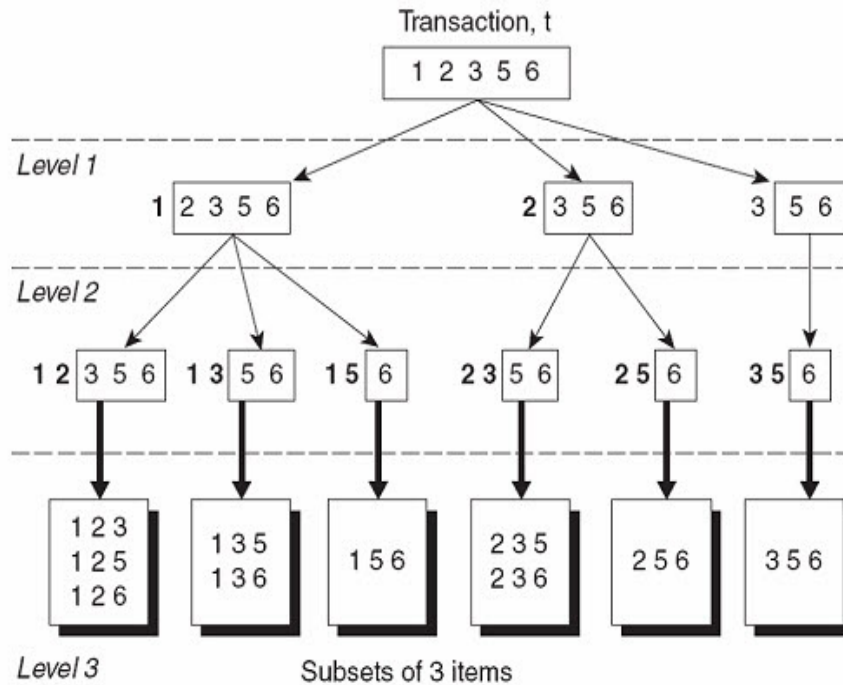 Transaction, t
1 2 3 5 6
Level 1
1 2 3 5 6
2 3 5 6
3 5 6
Level 2
1 2 3 5 6
1 3 5 6
1 5 6
2 3 5 6
2 5 6
3 5 6
1 2 3
1 2 5
1 2 6
1 3 5
1 3 6
1 5 6
2 3 5
2 3 6
2 5 6
3 5 6
Level 3
Subsets of 3 items